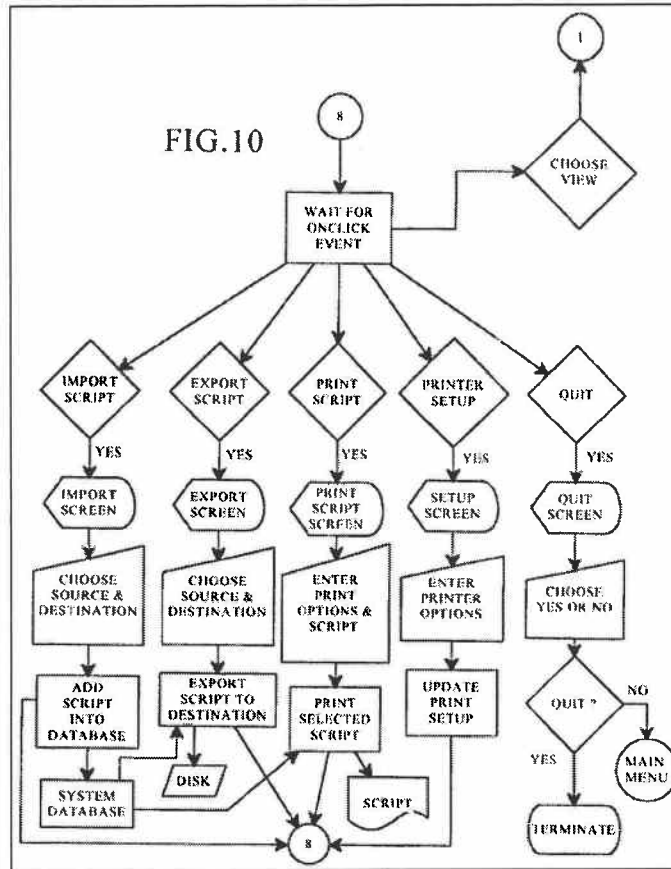 1
8
FIG.10
CHOOSE
VIEW
WAIT FOR
ONCLICK
EVENT
IMPORT
SCRIPT
EXPORT
SCRIPT
PRINT
SCRIPT
PRINTER
SETUP
QUIT
YES
YES
YES
YES
YES
IMPORT
SCREEN
EXPORT
SCREEN
PRINT
SCRIPT
SCREEN
SETUP
SCREEN
QUIT
SCREEN
CHOOSE
SOURCE &
DESTINATION
CHOOSE
SOURCE &
DESTINATION
ENTER
PRINT
OPTIONS &
SCRIPT
ENTER
PRINTER
OPTIONS
CHOOSE
YES OR NO
ADD
SCRIPT
INTO
DATABASE
EXPORT
SCRIPT TO
DESTINATION
PRINT
SELECTED
SCRIPT
UPDATE
PRINT
SETUP
QUIT ?
NO
YES
MAIN
MENU
SYSTEM
DATABASE
DISK
SCRIPT
8
TERMINATE